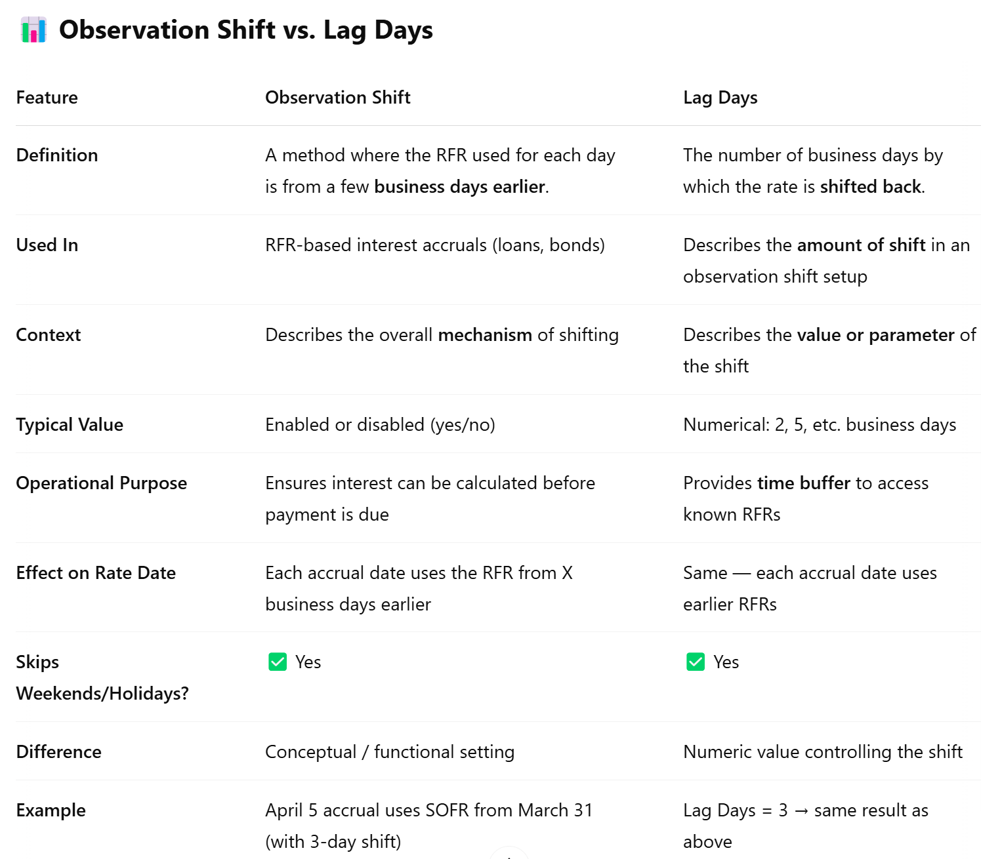 Observation Shift vs. Lag Days
Feature
Observation Shift
Lag Days
Definition
A method where the RFR used for each day
is from a few business days earlier.
The number of business days by
which the rate is shifted back.
Used In
RFR-based interest accruals (loans, bonds)
Describes the amount of shift in an
observation shift setup
Context
Describes the overall mechanism of shifting
Describes the value or parameter of
the shift
Typical Value
Enabled or disabled (yes/no)
Numerical: 2, 5, etc. business days
Operational Purpose
Ensures interest can be calculated before
payment is due
Provides time buffer to access
known RFRs
Effect on Rate Date
Each accrual date uses the RFR from X
business days earlier
Same — each accrual date uses
earlier RFRs
Skips
Weekends/Holidays?
✅ Yes
✅ Yes
Difference
Conceptual / functional setting
Numeric value controlling the shift
Example
April 5 accrual uses SOFR from March 31
(with 3-day shift)
Lag Days = 3 → same result as
above